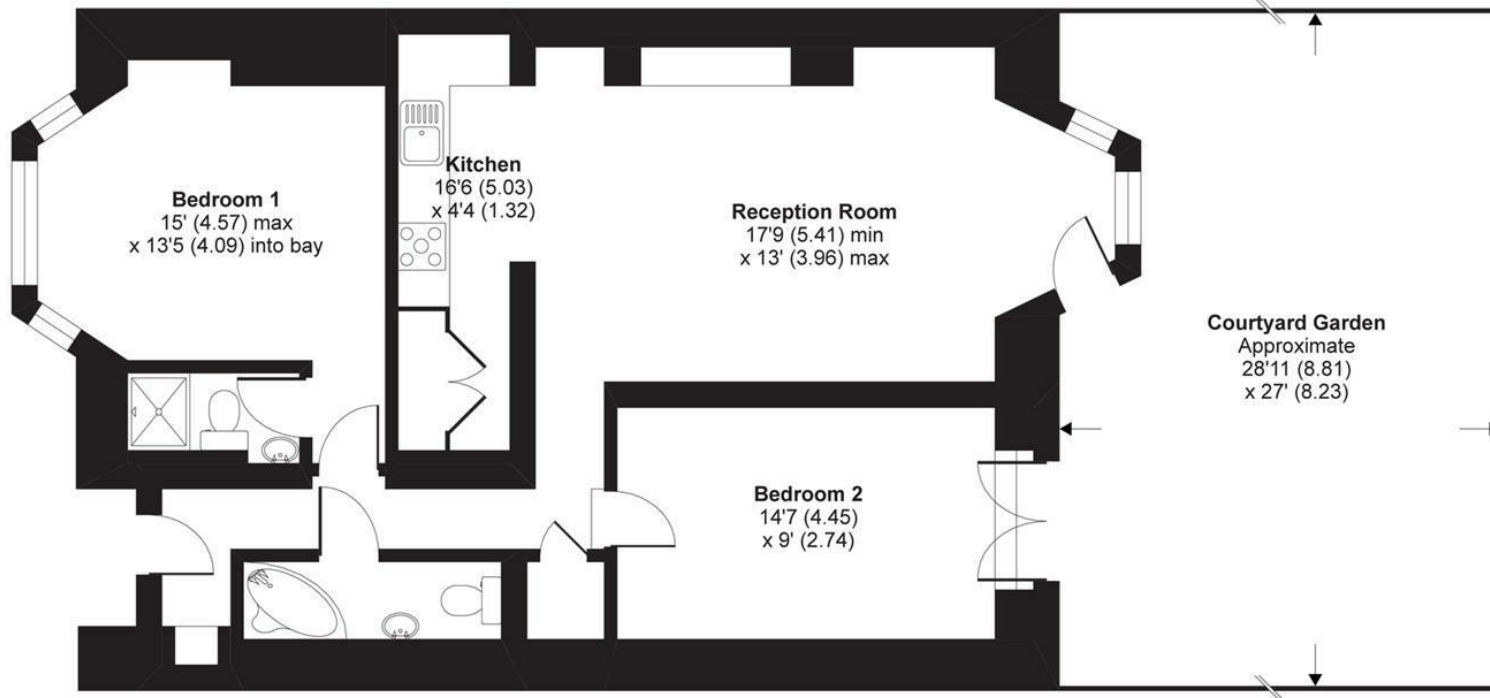 Kitchen
16'6 (5.03)
x 4'4 (1.32)
Bedroom 1
15' (4.57) max
x 13'5 (4.09) into bay
Reception Room
17'9 (5.41) min
x 13' (3.96) max
Courtyard Garden
Approximate
28'11 (8.81)
x 27' (8.23)
Bedroom 2
14'7 (4.45)
x 9' (2.74)